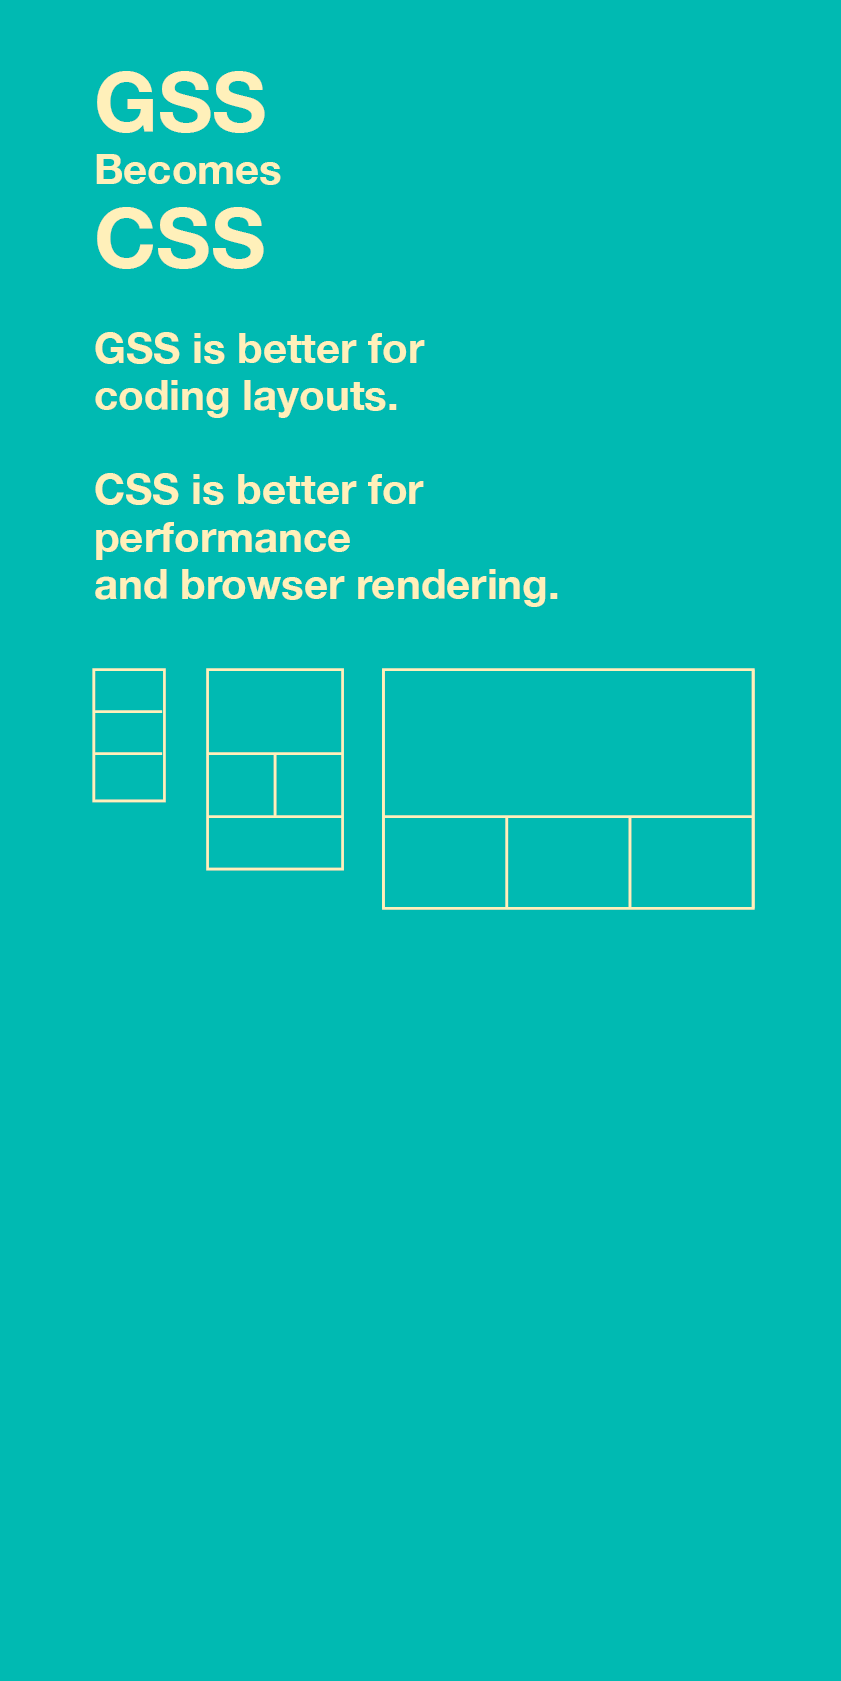 GSS
Becomes
CSS
GSS is better for
coding layouts.
CSS is better for
performance
and browser rendering.